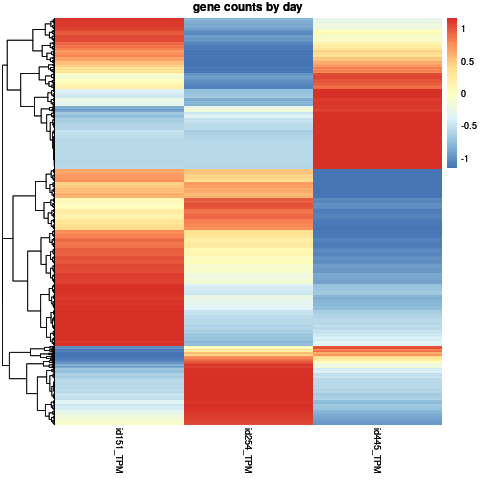 gene counts by day
1
0.5
0
-0.5
-1
id151_TPM
id254_TPM
id445_TPM